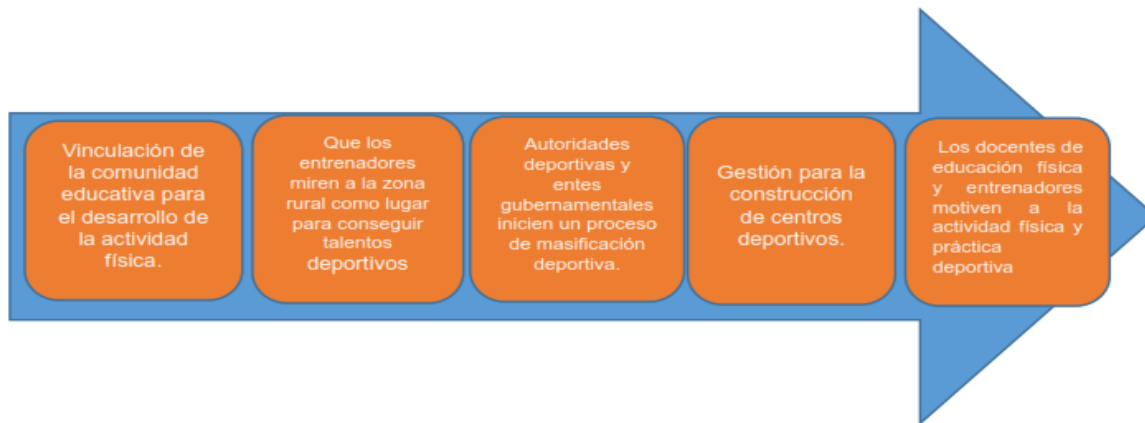 Vinculación de
la comunidad
educativa para
el desarrollo de
la actividad
física.
Que los
entrenadores
miren a la zona
rural como lugar
para conseguir
talentos
deportivos
Autoridades
deportivas y
entes
gubernamentales
inicien un proceso
de masificación
deportiva.
Gestión para la
construcción
de centros
deportivos.
Los docentes de
educación física
y entrenadores
motiven a la
actividad física y
práctica
deportiva